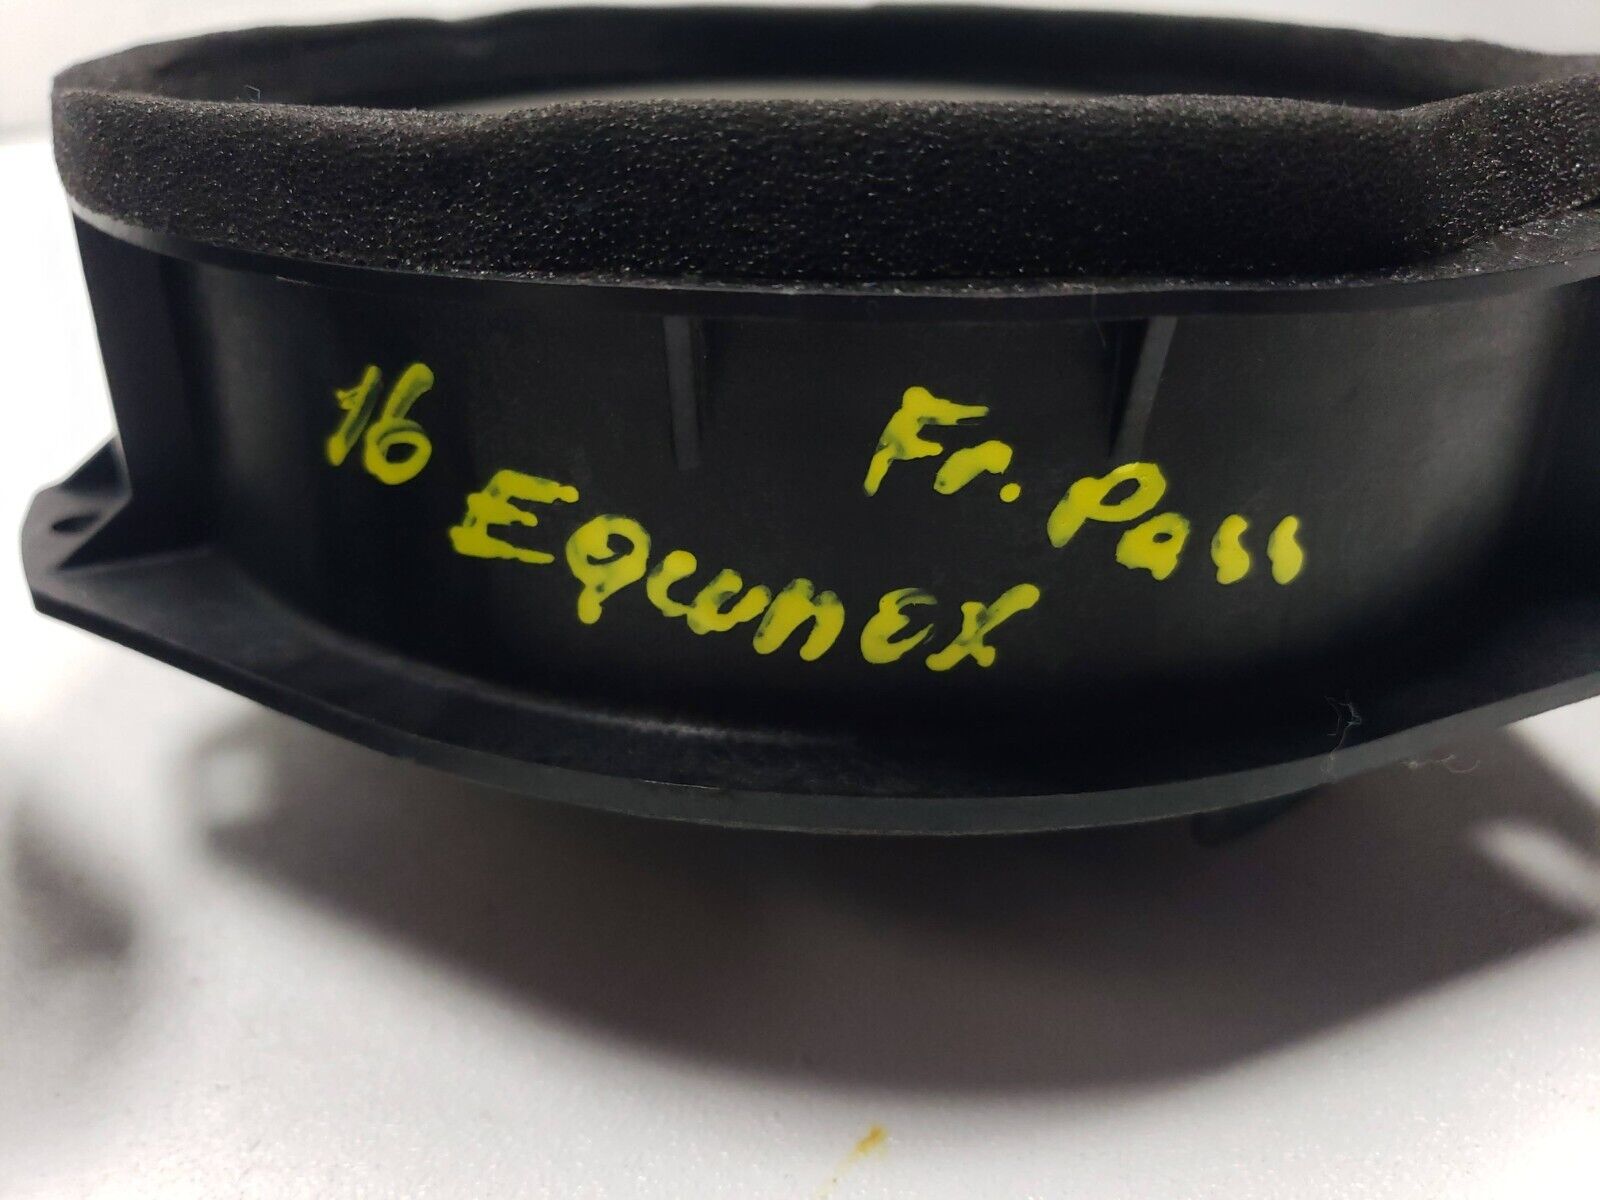 16
Equinex
Fr. Pass